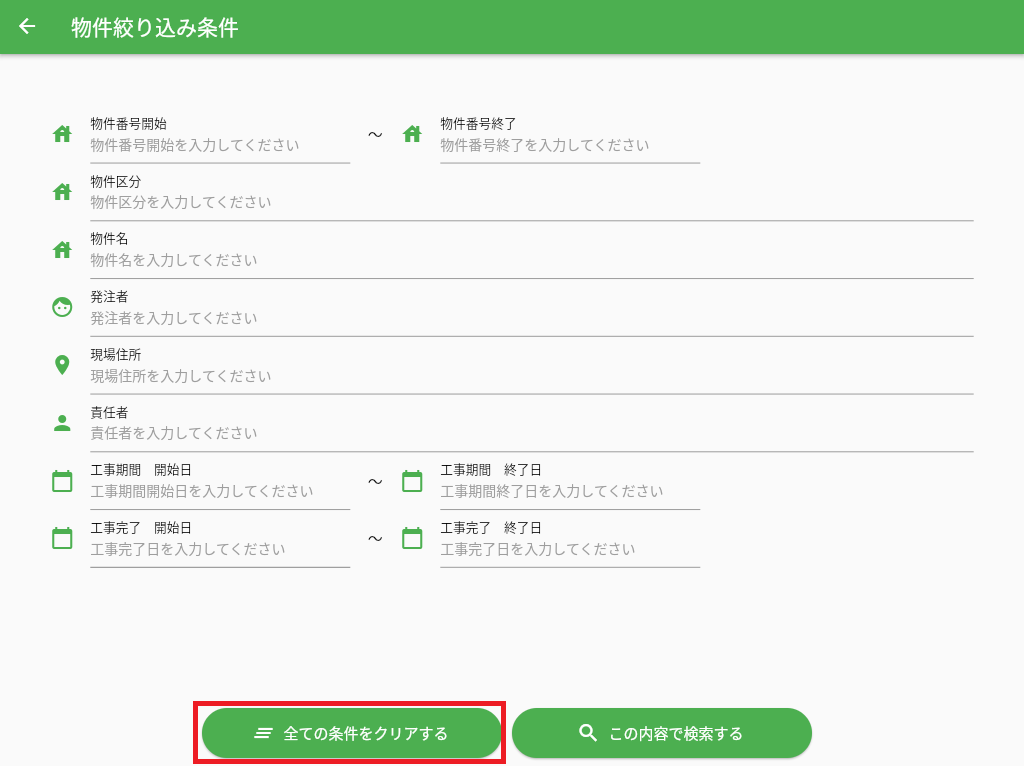 物件絞り込み条件
物件番号開始
物件番号開始を入力してください
～
物件番号終了
物件番号終了を入力してください
物件区分
物件区分を入力してください
物件名
物件名を入力してください
発注者
発注者を入力してください
現場住所
現場住所を入力してください
責任者
責任者を入力してください
工事期間　開始日
工事期間開始日を入力してください
～
工事期間　終了日
工事期間終了日を入力してください
工事完了　開始日
工事完了日を入力してください
～
工事完了　終了日
工事完了日を入力してください
全ての条件をクリアする
この内容で検索する